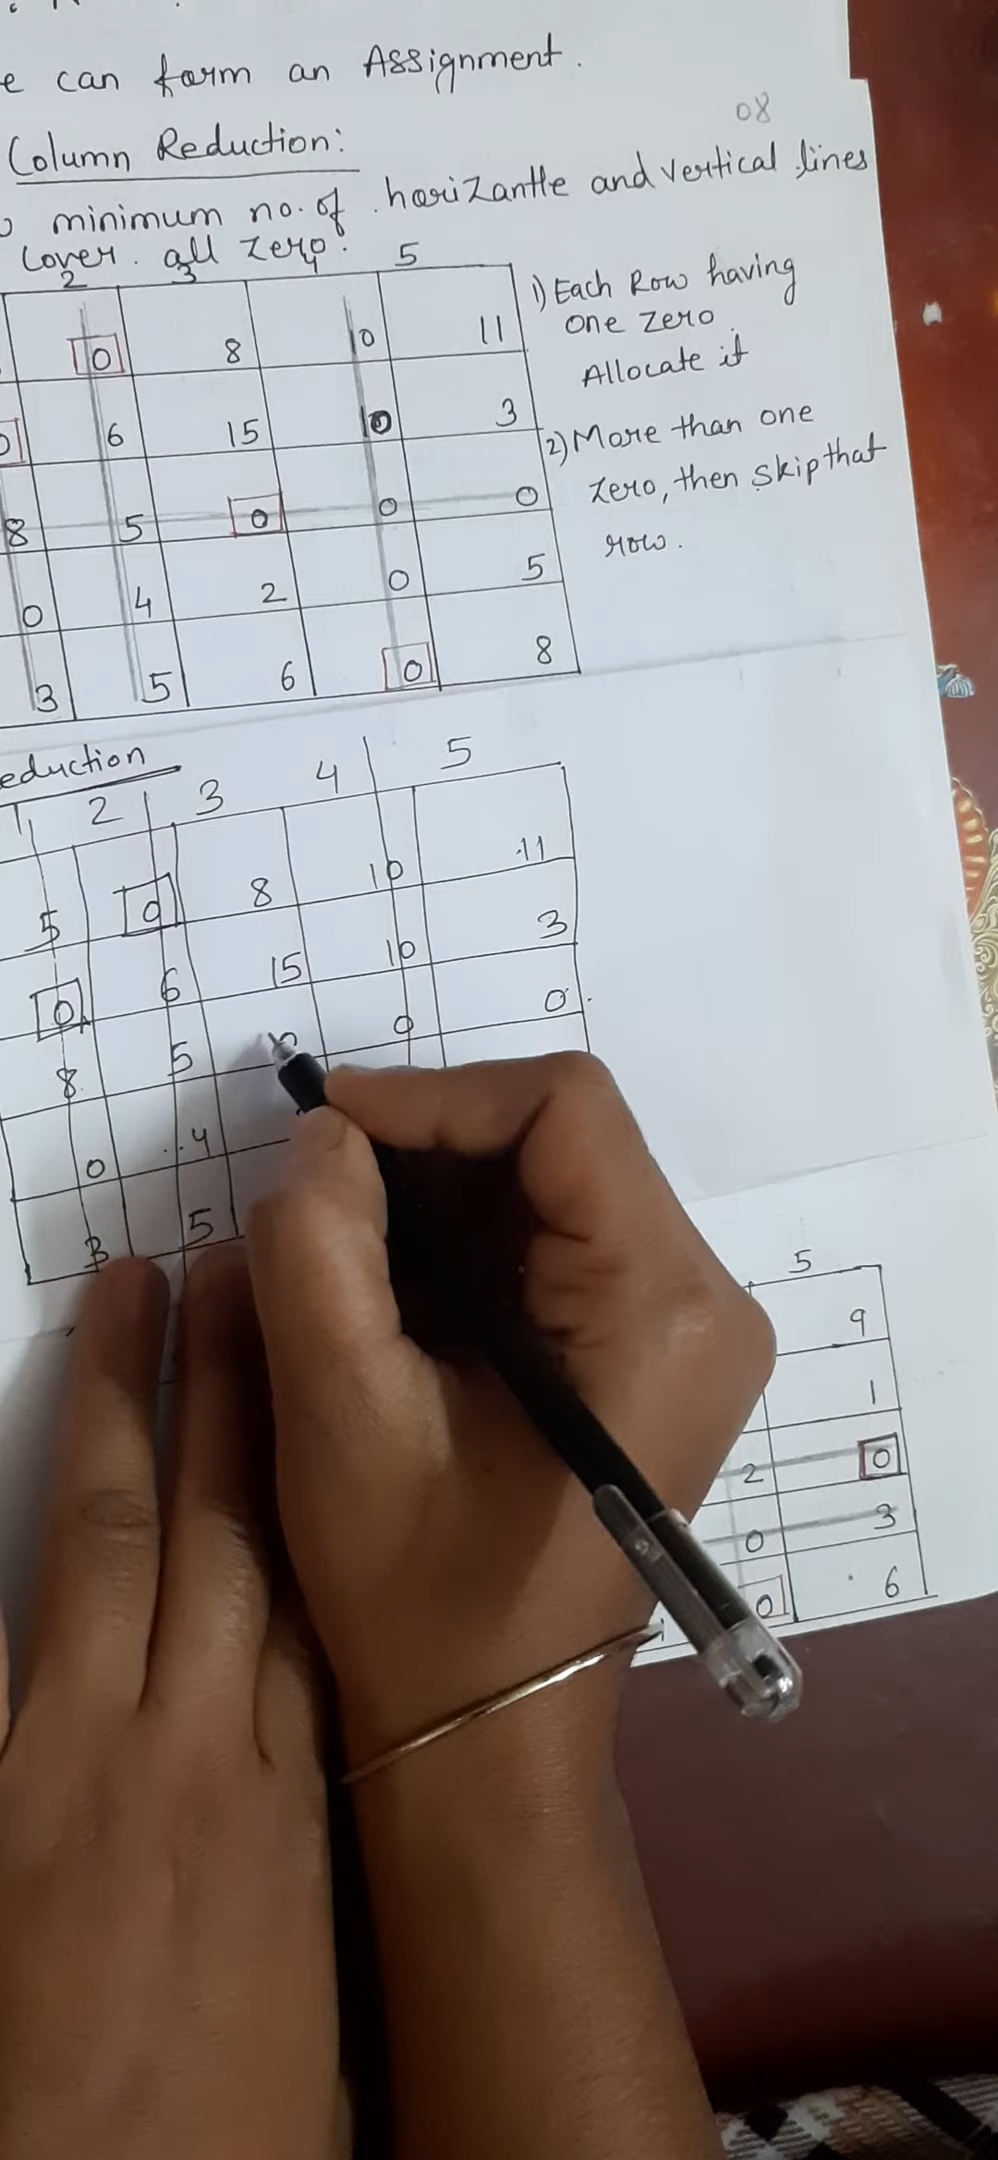 e can form an Assignment.
08
Column Reduction:
minimum no. of horizantle and vertical lines
cover all zero.
2 3 4 5
0 8 10 11
0 6 15 10 3
8 5 0 0 0
0 4 2 0 5
3 5 6 0 8
1) Each Row having
one zero
Allocate it
2) More than one
zero, then skip that
row.
eduction
1 2 3 4 5
5 0 8 10 11
0 6 15 10 3
8 5 0 0 0
0 4
3 5
5
9
1
2 0
0 3
0 6